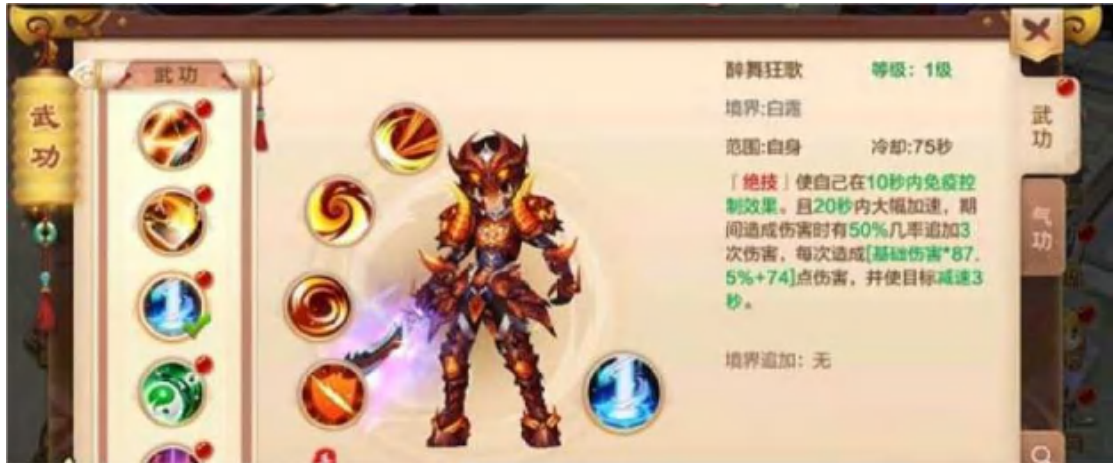 武功
武功
醉舞狂歌 等级：1级
境界:白露
范围:自身 冷却:75秒
「绝技」使自己在10秒内免疫控
制效果。且20秒内大幅加速，期
间造成伤害时有50%几率追加3
次伤害，每次造成[基础伤害*87.
5%+74]点伤害，并使目标减速3
秒。
境界追加：无
武功
气功